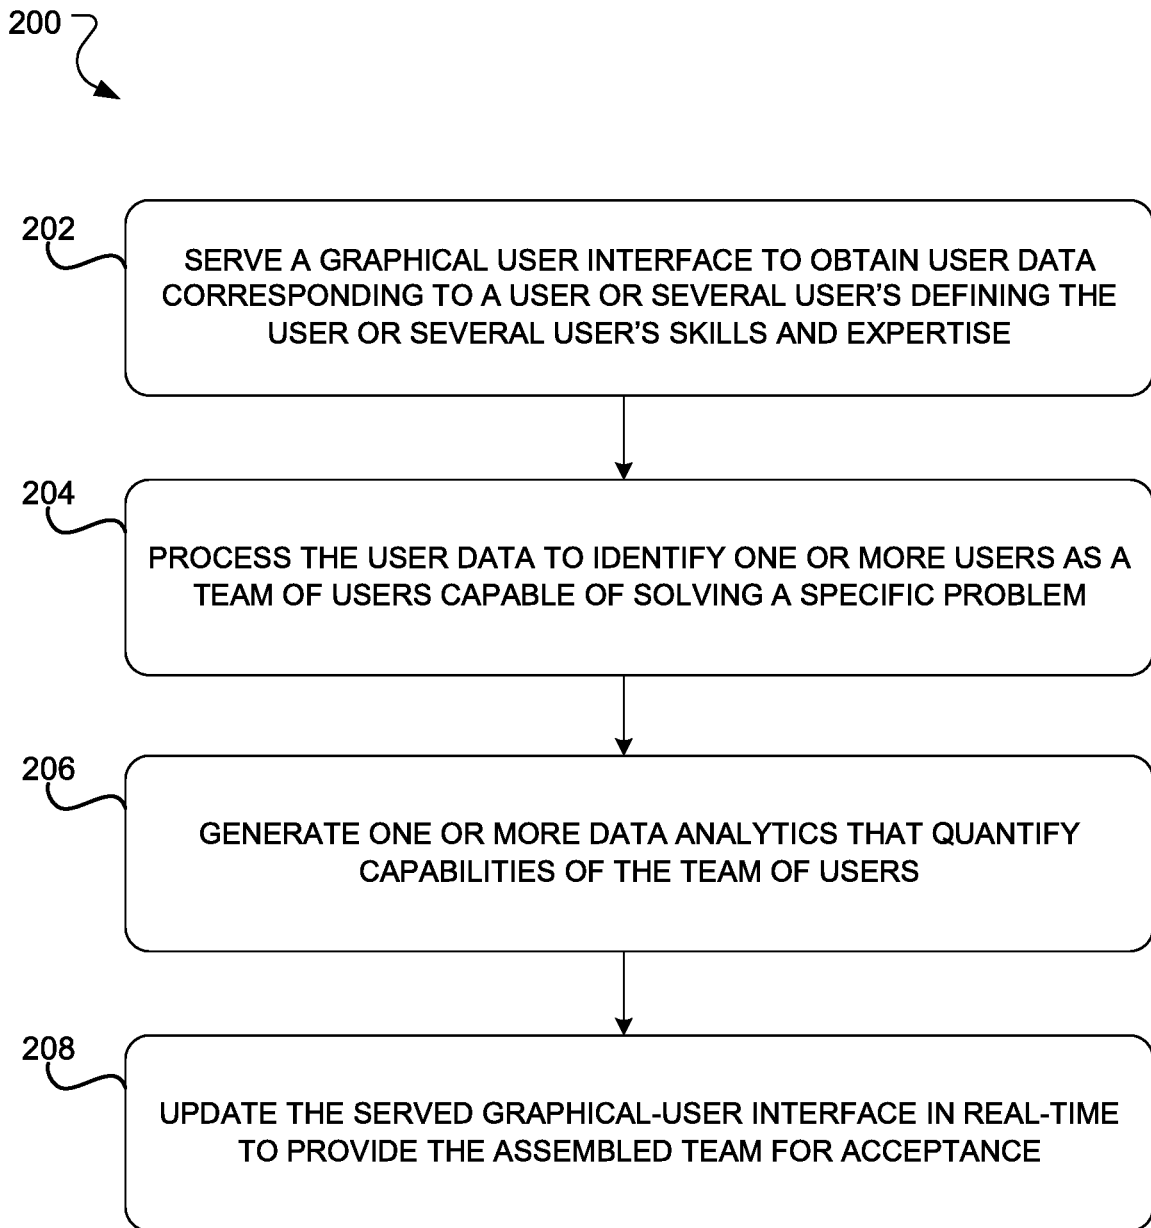 200
202
SERVE A GRAPHICAL USER INTERFACE TO OBTAIN USER DATA
CORRESPONDING TO A USER OR SEVERAL USER’S DEFINING THE
USER OR SEVERAL USER’S SKILLS AND EXPERTISE
204
PROCESS THE USER DATA TO IDENTIFY ONE OR MORE USERS AS A
TEAM OF USERS CAPABLE OF SOLVING A SPECIFIC PROBLEM
206
GENERATE ONE OR MORE DATA ANALYTICS THAT QUANTIFY
CAPABILITIES OF THE TEAM OF USERS
208
UPDATE THE SERVED GRAPHICAL-USER INTERFACE IN REAL-TIME
TO PROVIDE THE ASSEMBLED TEAM FOR ACCEPTANCE